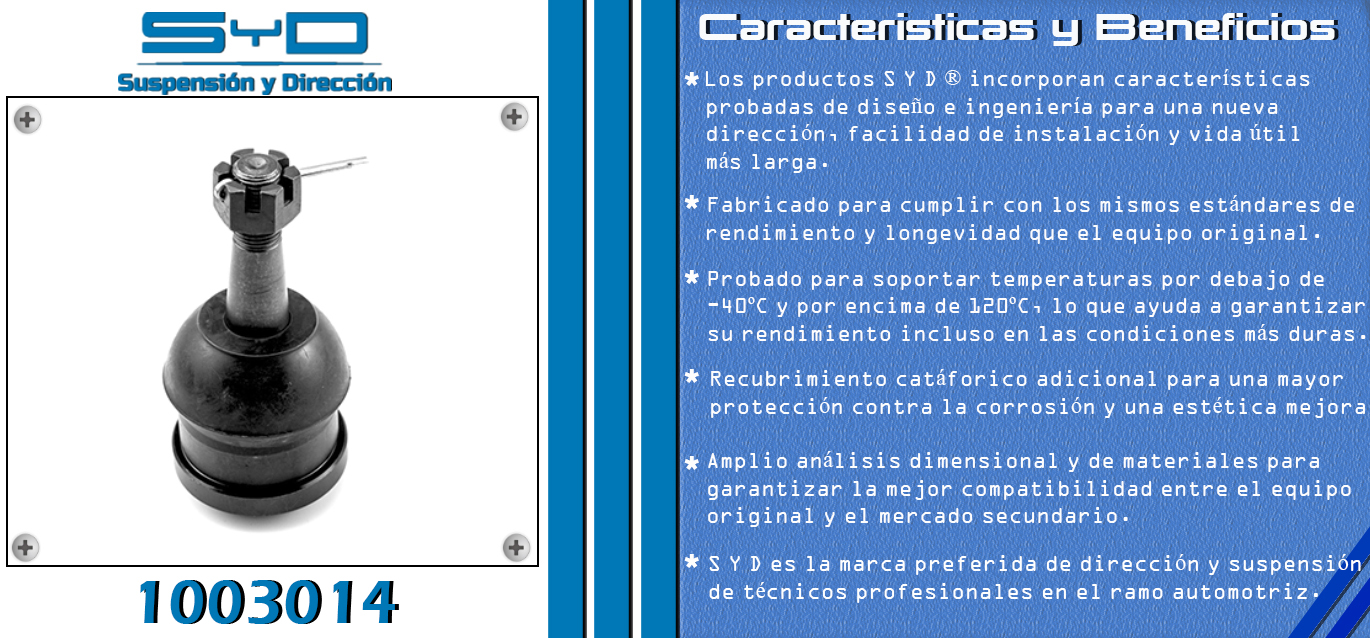 SYD
Suspensión y Dirección
1003014
Caracteristicas y Beneficios
* Los productos S Y D ® incorporan características
probadas de diseño e ingeniería para una nueva
dirección, facilidad de instalación y vida útil
más larga.
* Fabricado para cumplir con los mismos estándares de
rendimiento y longevidad que el equipo original.
* Probado para soportar temperaturas por debajo de
-40°C y por encima de 120°C, lo que ayuda a garantizar
su rendimiento incluso en las condiciones más duras.
* Recubrimiento catáforico adicional para una mayor
protección contra la corrosión y una estética mejora
* Amplio análisis dimensional y de materiales para
garantizar la mejor compatibilidad entre el equipo
original y el mercado secundario.
* S Y D es la marca preferida de dirección y suspensión
de técnicos profesionales en el ramo automotriz.